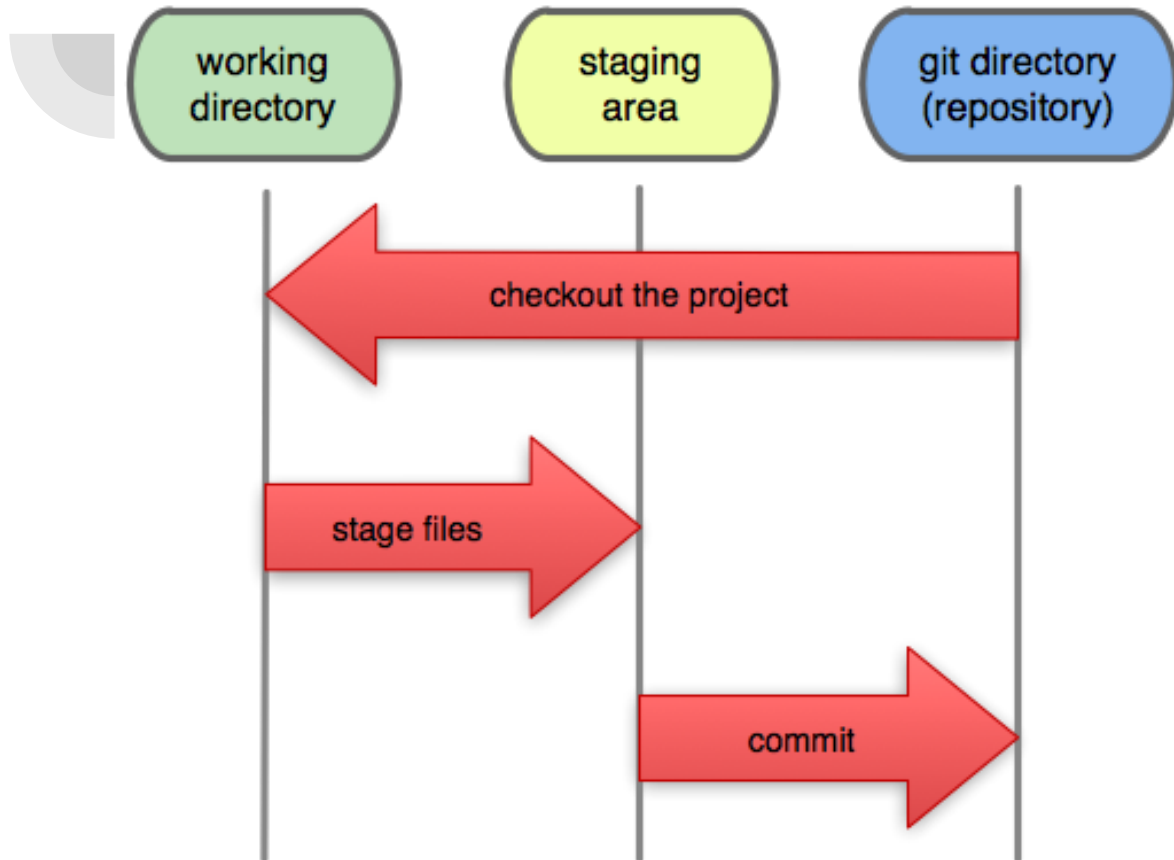 working
directory
staging
area
git directory
(repository)
checkout the project
stage files
commit